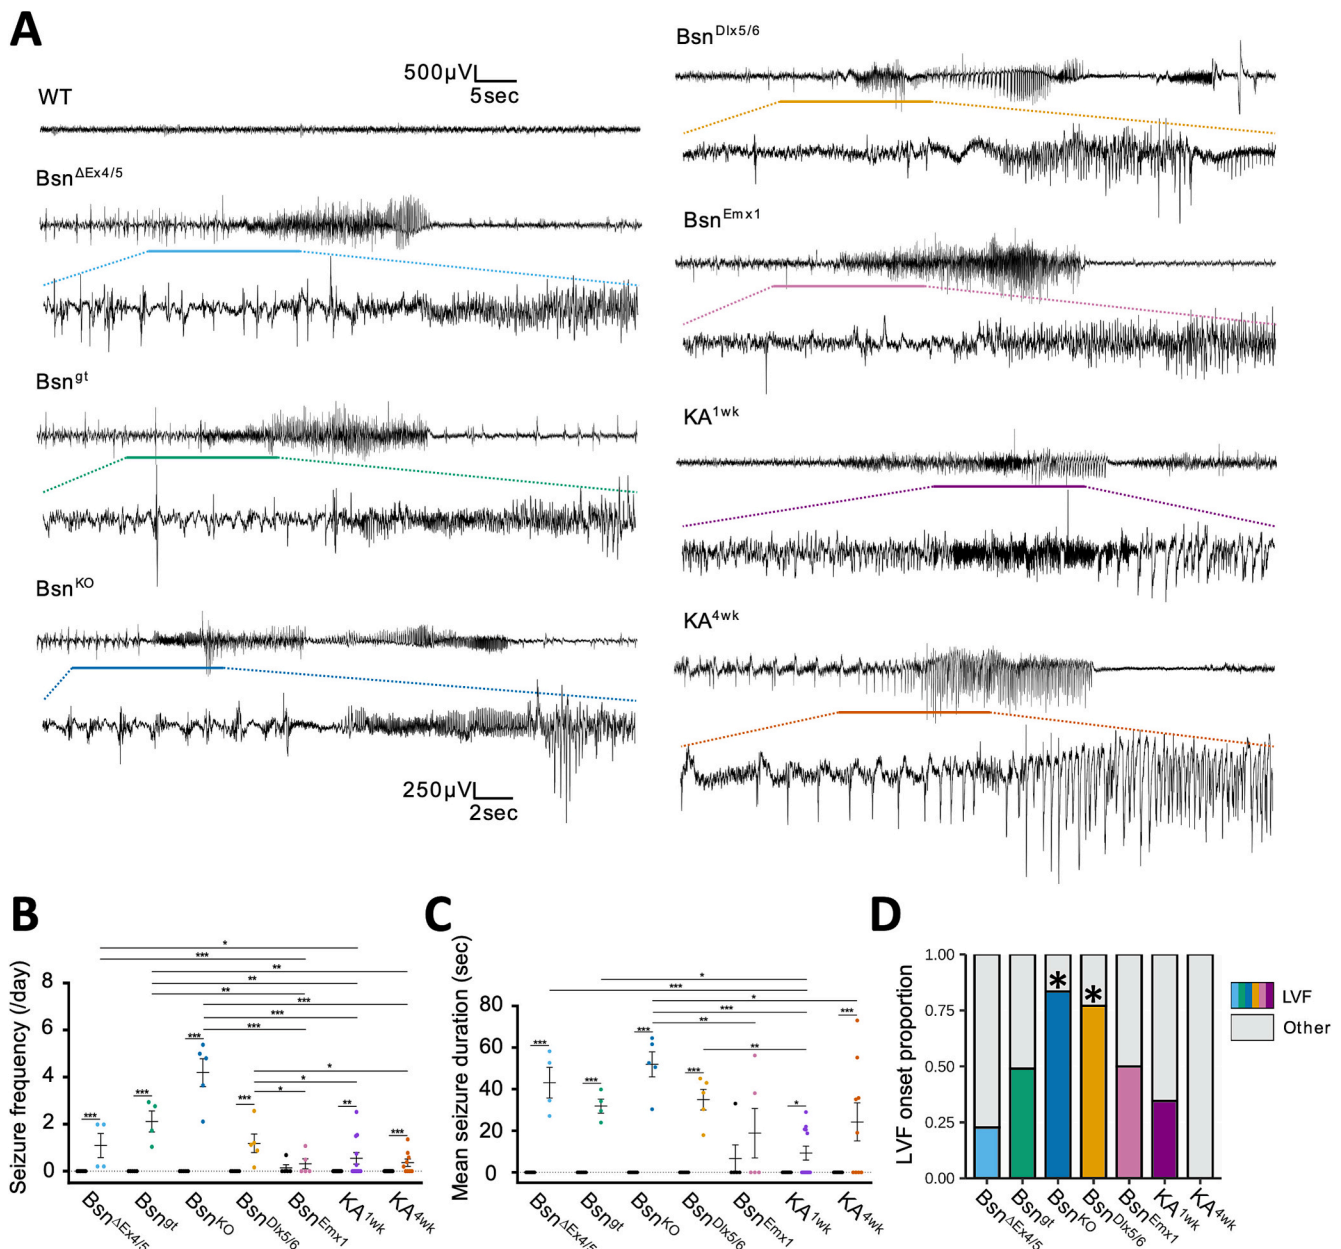 A
500μV
5sec
WT
Bsn^ΔEx4/5
Bsn^gt
Bsn^KO
250μV
2sec
Bsn^Dlx5/6
Bsn^Emx1
KA^1wk
KA^4wk
B
Seizure frequency (/day)
8
6
4
2
0
*
***
**
**
**
***
***
***
*
*
*
***
***
***
***
**
***
Bsn^ΔEx4/5
Bsn^gt
Bsn^KO
Bsn^Dlx5/6
Bsn^Emx1
KA^1wk
KA^4wk
C
Mean seizure duration (sec)
80
60
40
20
0
*
***
*
***
**
**
***
***
***
***
*
***
Bsn^ΔEx4/5
Bsn^gt
Bsn^KO
Bsn^Dlx5/6
Bsn^Emx1
KA^1wk
KA^4wk
D
LVF onset proportion
1.00
0.75
0.50
0.25
0.00
*
*
Bsn^ΔEx4/5
Bsn^gt
Bsn^KO
Bsn^Dlx5/6
Bsn^Emx1
KA^1wk
KA^4wk
LVF
Other